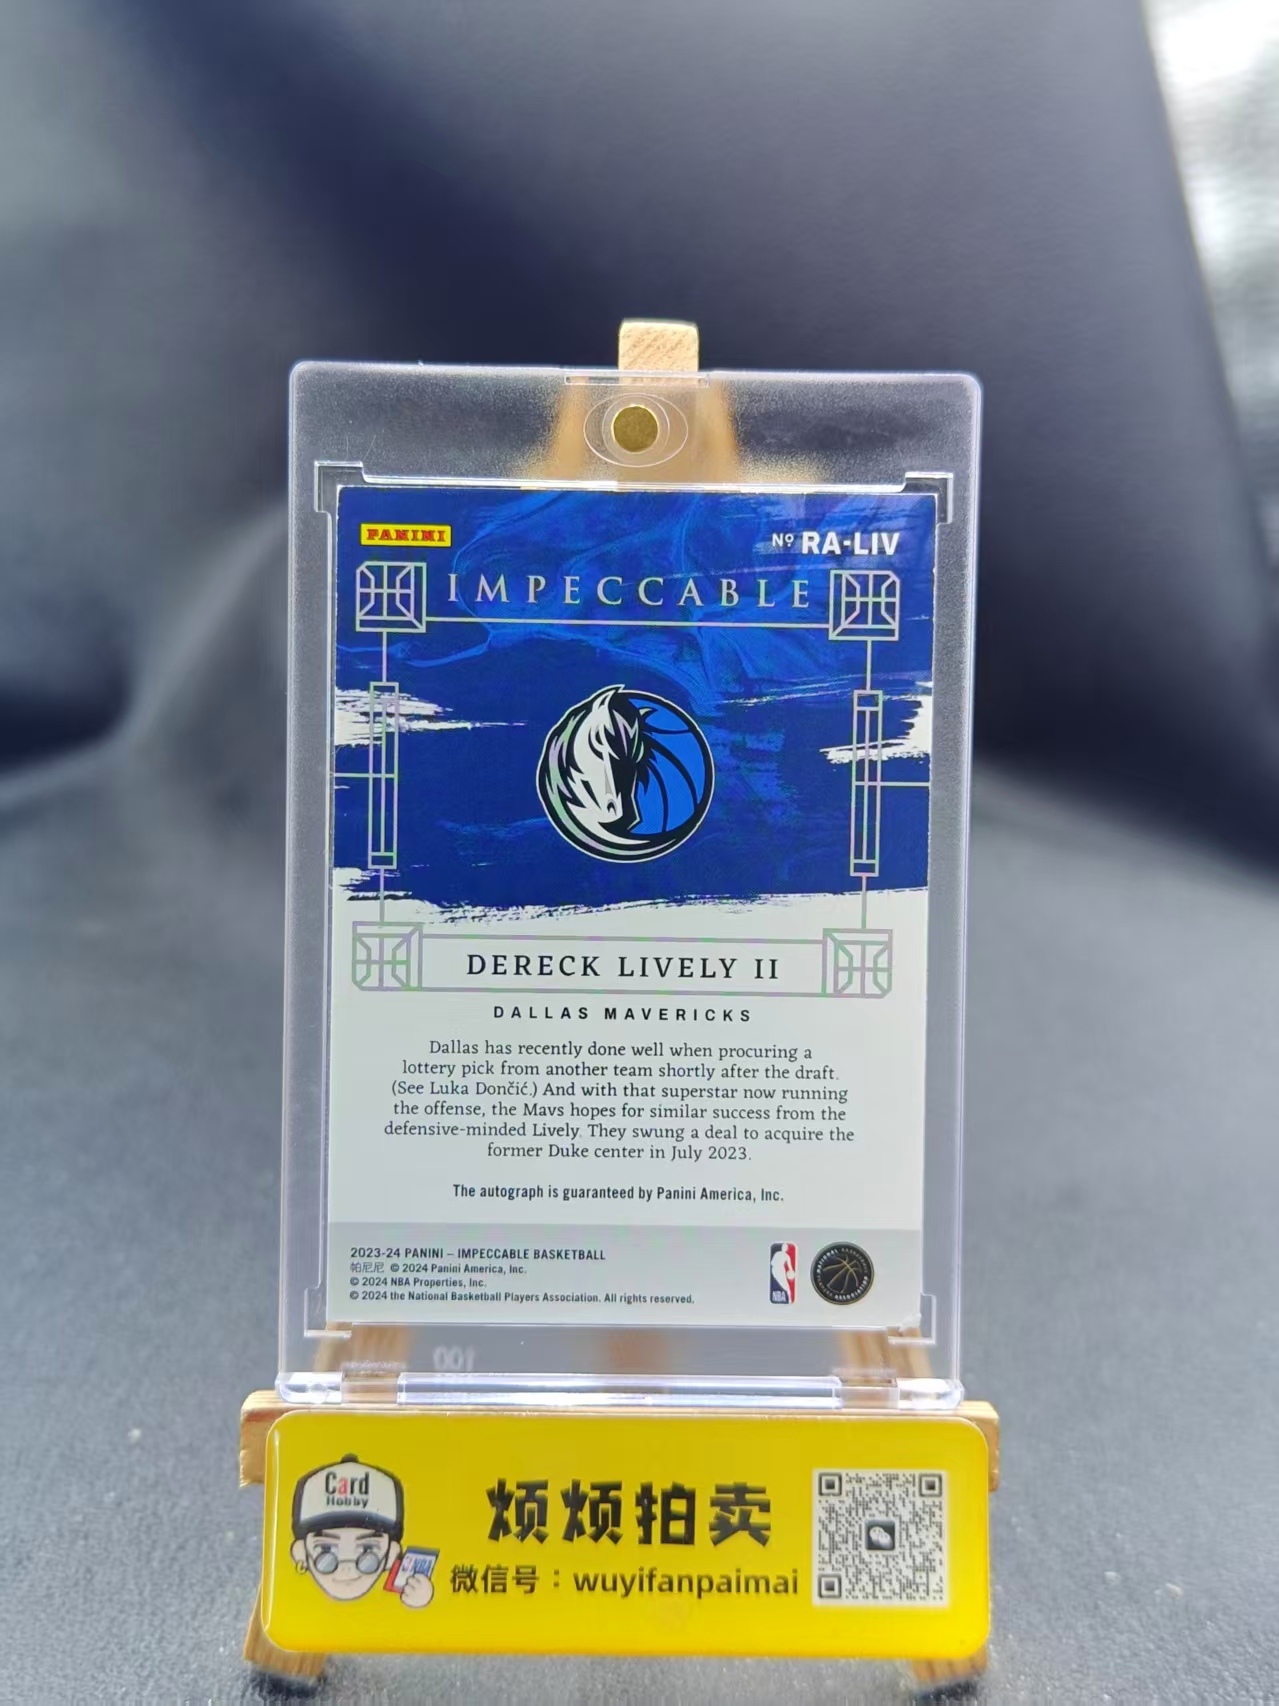 PANINI
Nº RA-LIV
IMPECCABLE
DERECK LIVELY II
DALLAS MAVERICKS
Dallas has recently done well when procuring a
lottery pick from another team shortly after the draft.
(See Luka Dončić.) And with that superstar now running
the offense, the Mavs hopes for similar success from the
defensive-minded Lively. They swung a deal to acquire the
former Duke center in July 2023.
The autograph is guaranteed by Panini America, Inc.
2023-24 PANINI – IMPECCABLE BASKETBALL
帕尼尼 © 2024 Panini America, Inc.
© 2024 NBA Properties, Inc.
© 2024 the National Basketball Players Association. All rights reserved.
NBA
NATIONAL BASKETBALL ASSOCIATION
Card
Hobby
NBA
烦烦拍卖
微信号：wuyifanpaimai